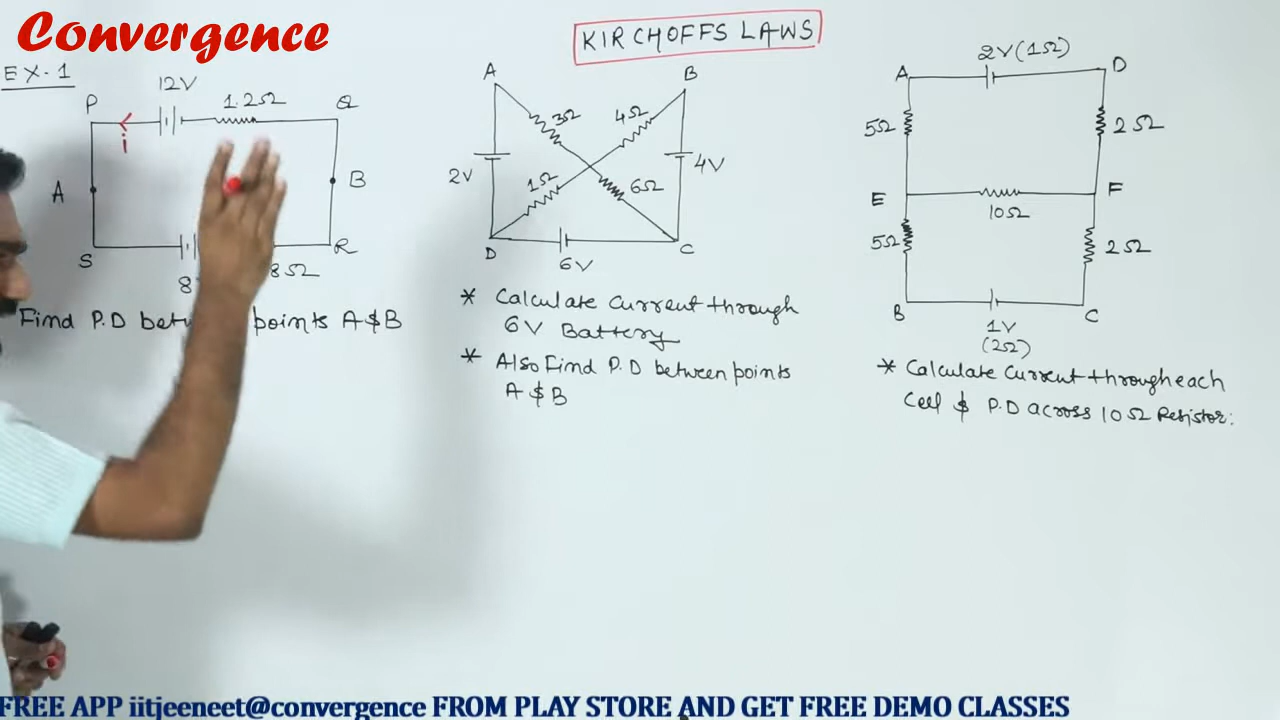 Convergence
KIRCHOFFS LAWS
EX-1
12V
1.2Ω
P
Q
i
A
B
S
R
8Ω
Find P.D points A $ B
A
B
3Ω
4Ω
2V
4V
1Ω
6Ω
D
C
6V
* Calculate Current through
6V Battery
* Also Find P.D between points
A $ B
2V (1Ω)
A
D
5Ω
2Ω
E
F
10Ω
5Ω
2Ω
B
C
1V
(2Ω)
* Calculate Current through each
Cell $ P.D across 10Ω Resistor.
FREE APP iitjeeneet@convergence FROM PLAY STORE AND GET FREE DEMO CLASSES